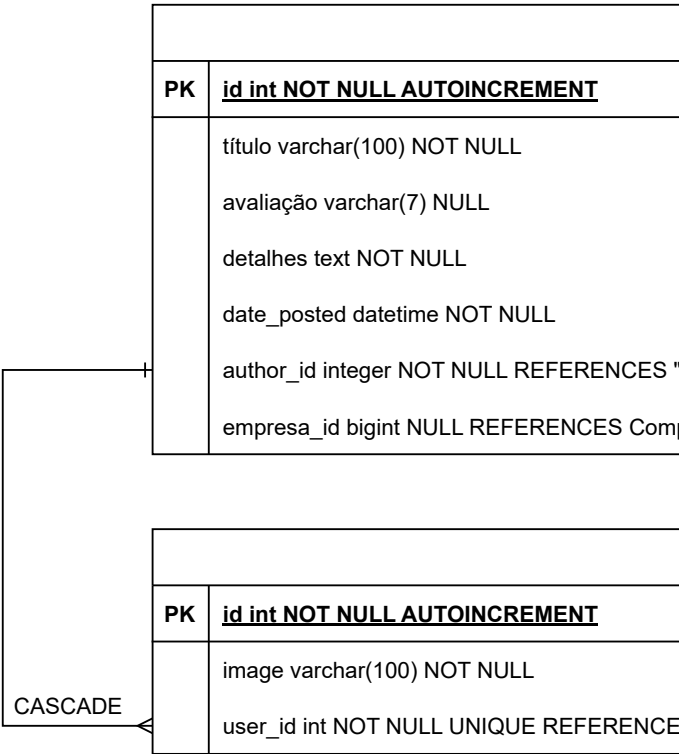 PK id int NOT NULL AUTOINCREMENT
título varchar(100) NOT NULL
avaliação varchar(7) NULL
detalhes text NOT NULL
date_posted datetime NOT NULL
author_id integer NOT NULL REFERENCES "
empresa_id bigint NULL REFERENCES Comp
PK id int NOT NULL AUTOINCREMENT
image varchar(100) NOT NULL
CASCADE
user_id int NOT NULL UNIQUE REFERENCE